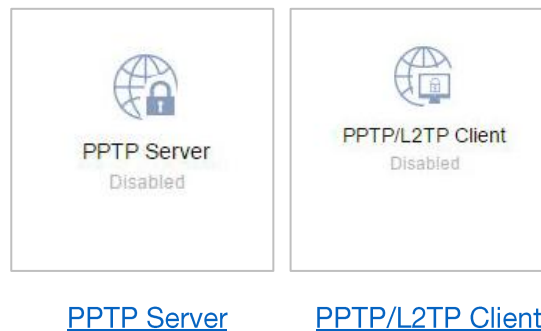 PPTP Server
Disabled
PPTP/L2TP Client
Disabled
PPTP Server
PPTP/L2TP Client